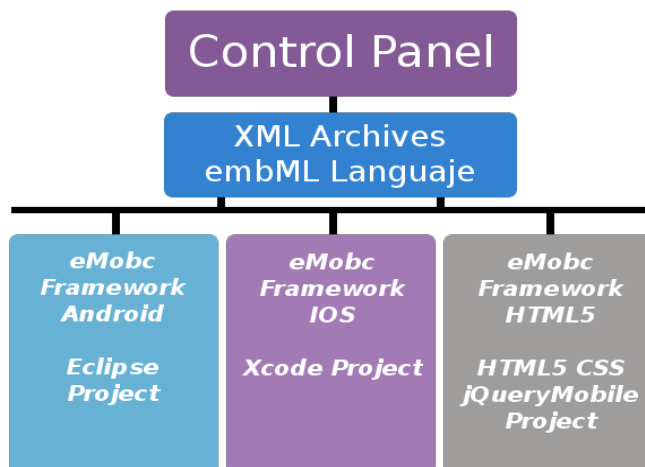 Control Panel
XML Archives
embML Languaje
eMobc
Framework
Android
Eclipse
Project
eMobc
Framework
IOS
Xcode Project
eMobc
Framework
HTML5
HTML5 CSS
jQueryMobile
Project